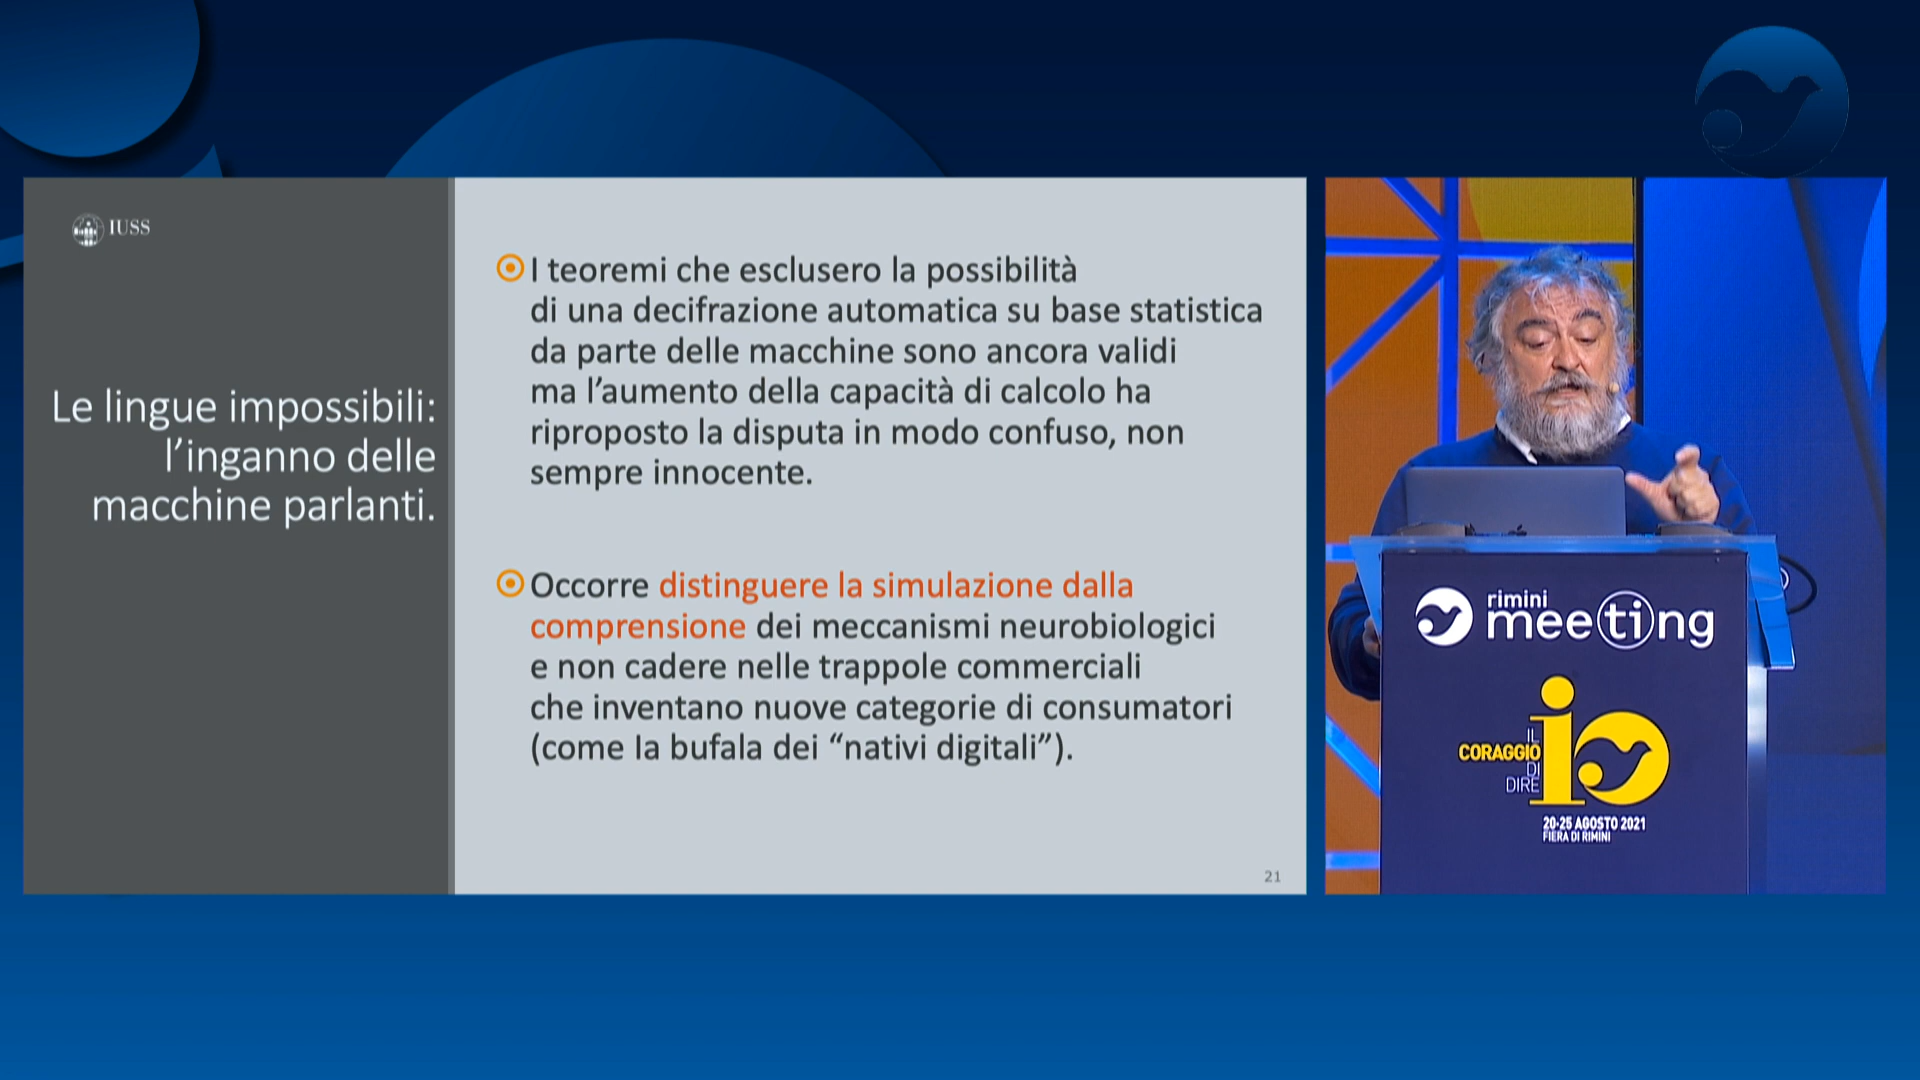 IUSS
Le lingue impossibili:
l’inganno delle
macchine parlanti.
I teoremi che esclusero la possibilità
di una decifrazione automatica su base statistica
da parte delle macchine sono ancora validi
ma l’aumento della capacità di calcolo ha
riproposto la disputa in modo confuso, non
sempre innocente.
Occorre distinguere la simulazione dalla
comprensione dei meccanismi neurobiologici
e non cadere nelle trappole commerciali
che inventano nuove categorie di consumatori
(come la bufala dei “nativi digitali”).
21
rimini
meeting
IL
CORAGGIO
DI
DIRE
io
20-25 AGOSTO 2021
FIERA DI RIMINI